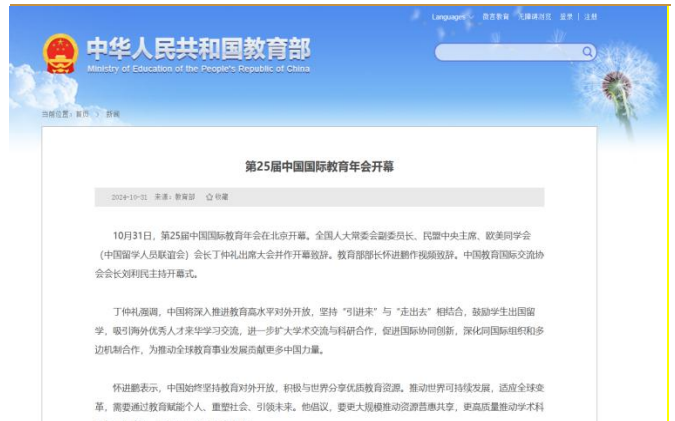 Languages 微言教育 无障碍浏览 登录 | 注册
中华人民共和国教育部
Ministry of Education of the People's Republic of China
当前位置：首页 > 新闻
第25届中国国际教育年会开幕
2024-10-31 来源：教育部 收藏
10月31日，第25届中国国际教育年会在北京开幕。全国人大常委会副委员长、民盟中央主席、欧美同学会
（中国留学人员联谊会）会长丁仲礼出席大会并作开幕致辞。教育部部长怀进鹏作视频致辞。中国教育国际交流协
会会长刘利民主持开幕式。
丁仲礼强调，中国将深入推进教育高水平对外开放，坚持“引进来”与“走出去”相结合，鼓励学生出国留
学，吸引海外优秀人才来华学习交流，进一步扩大学术交流与科研合作，促进国际协同创新，深化同国际组织和多
边机制合作，为推动全球教育事业发展贡献更多中国力量。
怀进鹏表示，中国始终坚持教育对外开放，积极与世界分享优质教育资源。推动世界可持续发展，适应全球变
革，需要通过教育赋能个人、重塑社会、引领未来。他倡议，要更大规模推动资源普惠共享，更高质量推动学术科